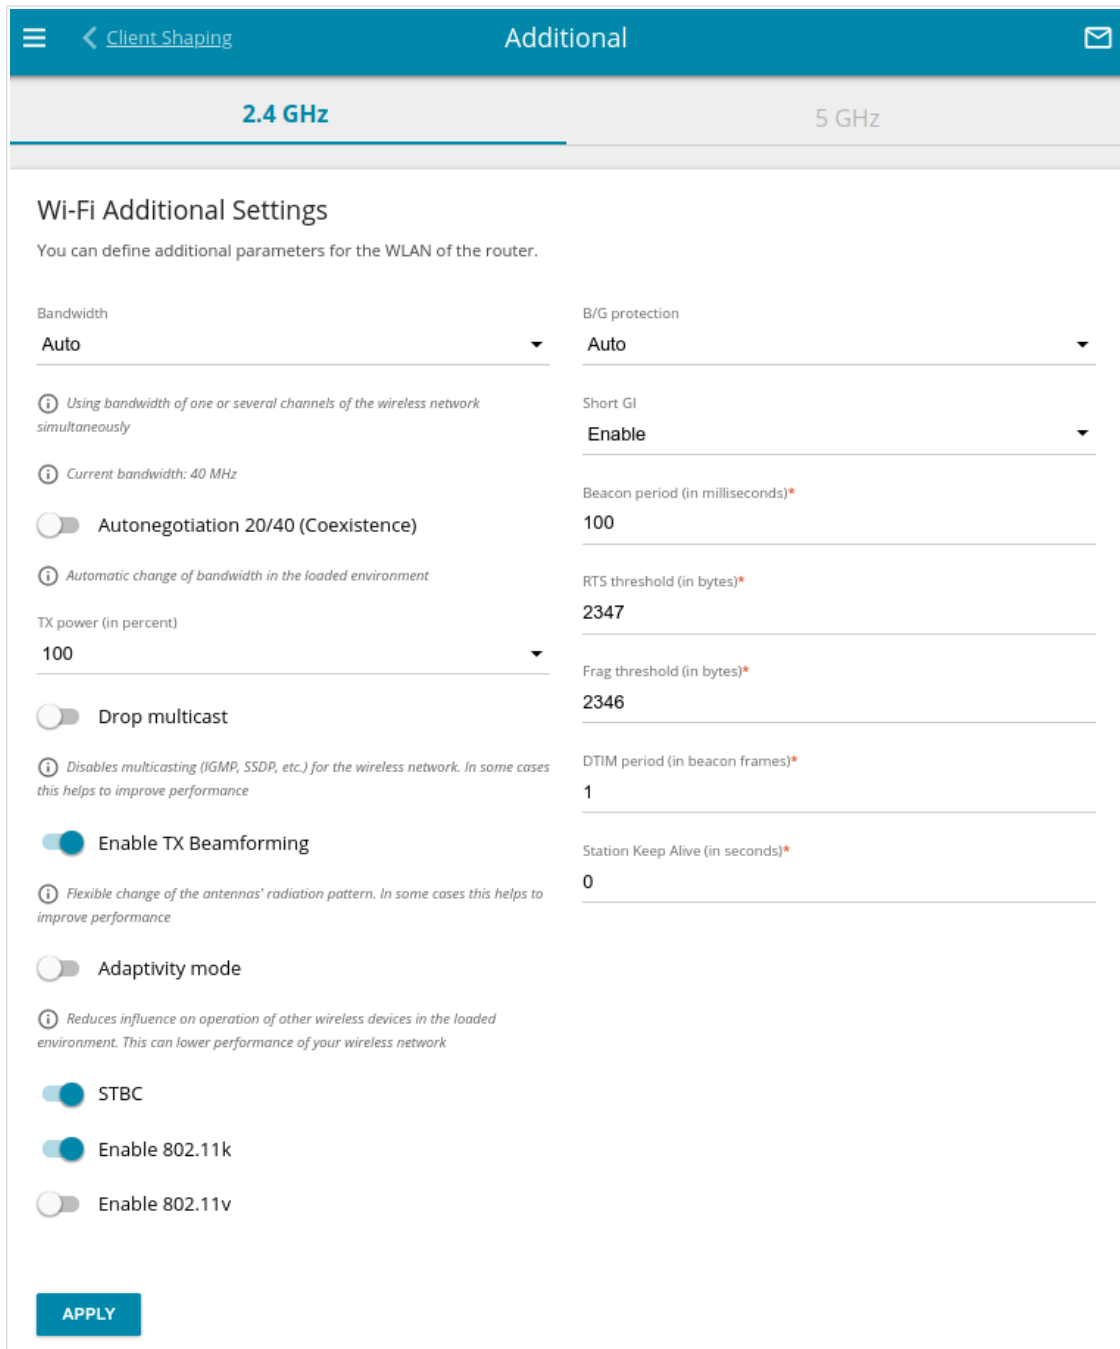 Client Shaping
Additional
2.4 GHz
5 GHz
Wi-Fi Additional Settings
You can define additional parameters for the WLAN of the router.
Bandwidth
Auto
Using bandwidth of one or several channels of the wireless network
simultaneously
Current bandwidth: 40 MHz
Autonegotiation 20/40 (Coexistence)
Automatic change of bandwidth in the loaded environment
TX power (in percent)
100
Drop multicast
Disables multicasting (IGMP, SSDP, etc.) for the wireless network. In some cases
this helps to improve performance
Enable TX Beamforming
Flexible change of the antennas' radiation pattern. In some cases this helps to
improve performance
Adaptivity mode
Reduces influence on operation of other wireless devices in the loaded
environment. This can lower performance of your wireless network
STBC
Enable 802.11k
Enable 802.11v
B/G protection
Auto
Short GI
Enable
Beacon period (in milliseconds)*
100
RTS threshold (in bytes)*
2347
Frag threshold (in bytes)*
2346
DTIM period (in beacon frames)*
1
Station Keep Alive (in seconds)*
0
APPLY